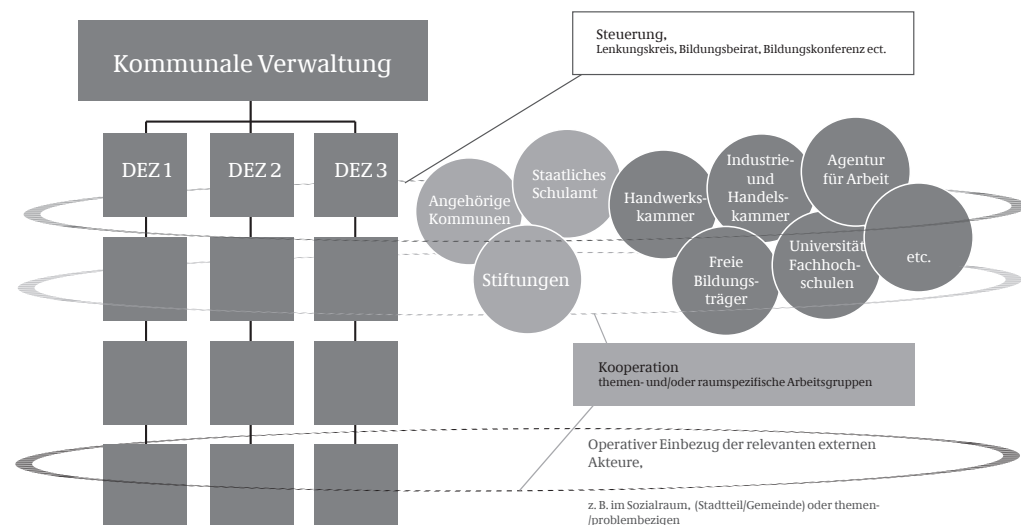 Kommunale Verwaltung
DEZ 1
DEZ 2
DEZ 3
Steuerung,
Lenkungskreis, Bildungsbeirat, Bildungskonferenz ect.
Angehörige
Kommunen
Staatliches
Schulamt
Stiftungen
Handwerks-
kammer
Industrie-
und
Handels-
kammer
Agentur
für Arbeit
Freie
Bildungs-
träger
Universität
Fachhoch-
schulen
etc.
Kooperation
themen- und/oder raumspezifische Arbeitsgruppen
Operativer Einbezug der relevanten externen
Akteure,
z. B. im Sozialraum, (Stadtteil/Gemeinde) oder themen-
/problembezigen